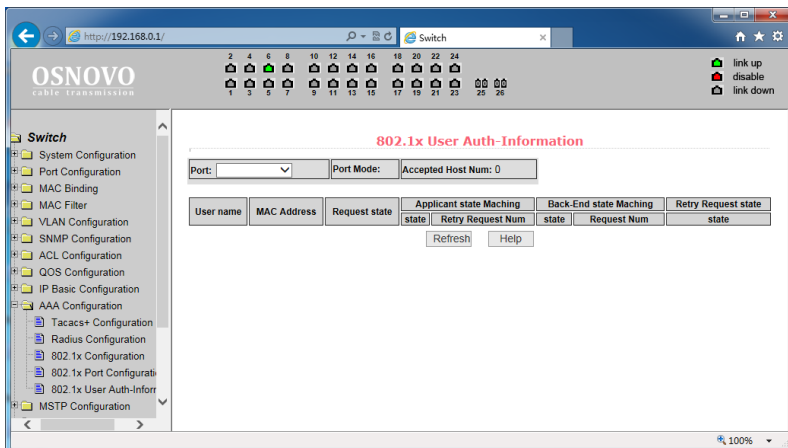 http://192.168.0.1/
Switch
OSNOVO
cable transmission
2 4 6 8 10 12 14 16 18 20 22 24
1 3 5 7 9 11 13 15 17 19 21 23 25 26
link up
disable
link down
Switch
System Configuration
Port Configuration
MAC Binding
MAC Filter
VLAN Configuration
SNMP Configuration
ACL Configuration
QOS Configuration
IP Basic Configuration
AAA Configuration
Tacacs+ Configuration
Radius Configuration
802.1x Configuration
802.1x Port Configurati
802.1x User Auth-Inforr
MSTP Configuration
802.1x User Auth-Information
Port: Port Mode: Accepted Host Num: 0
User name MAC Address Request state Applicant state Maching Back-End state Maching Retry Request state
state Retry Request Num state Request Num state
Refresh Help
100%